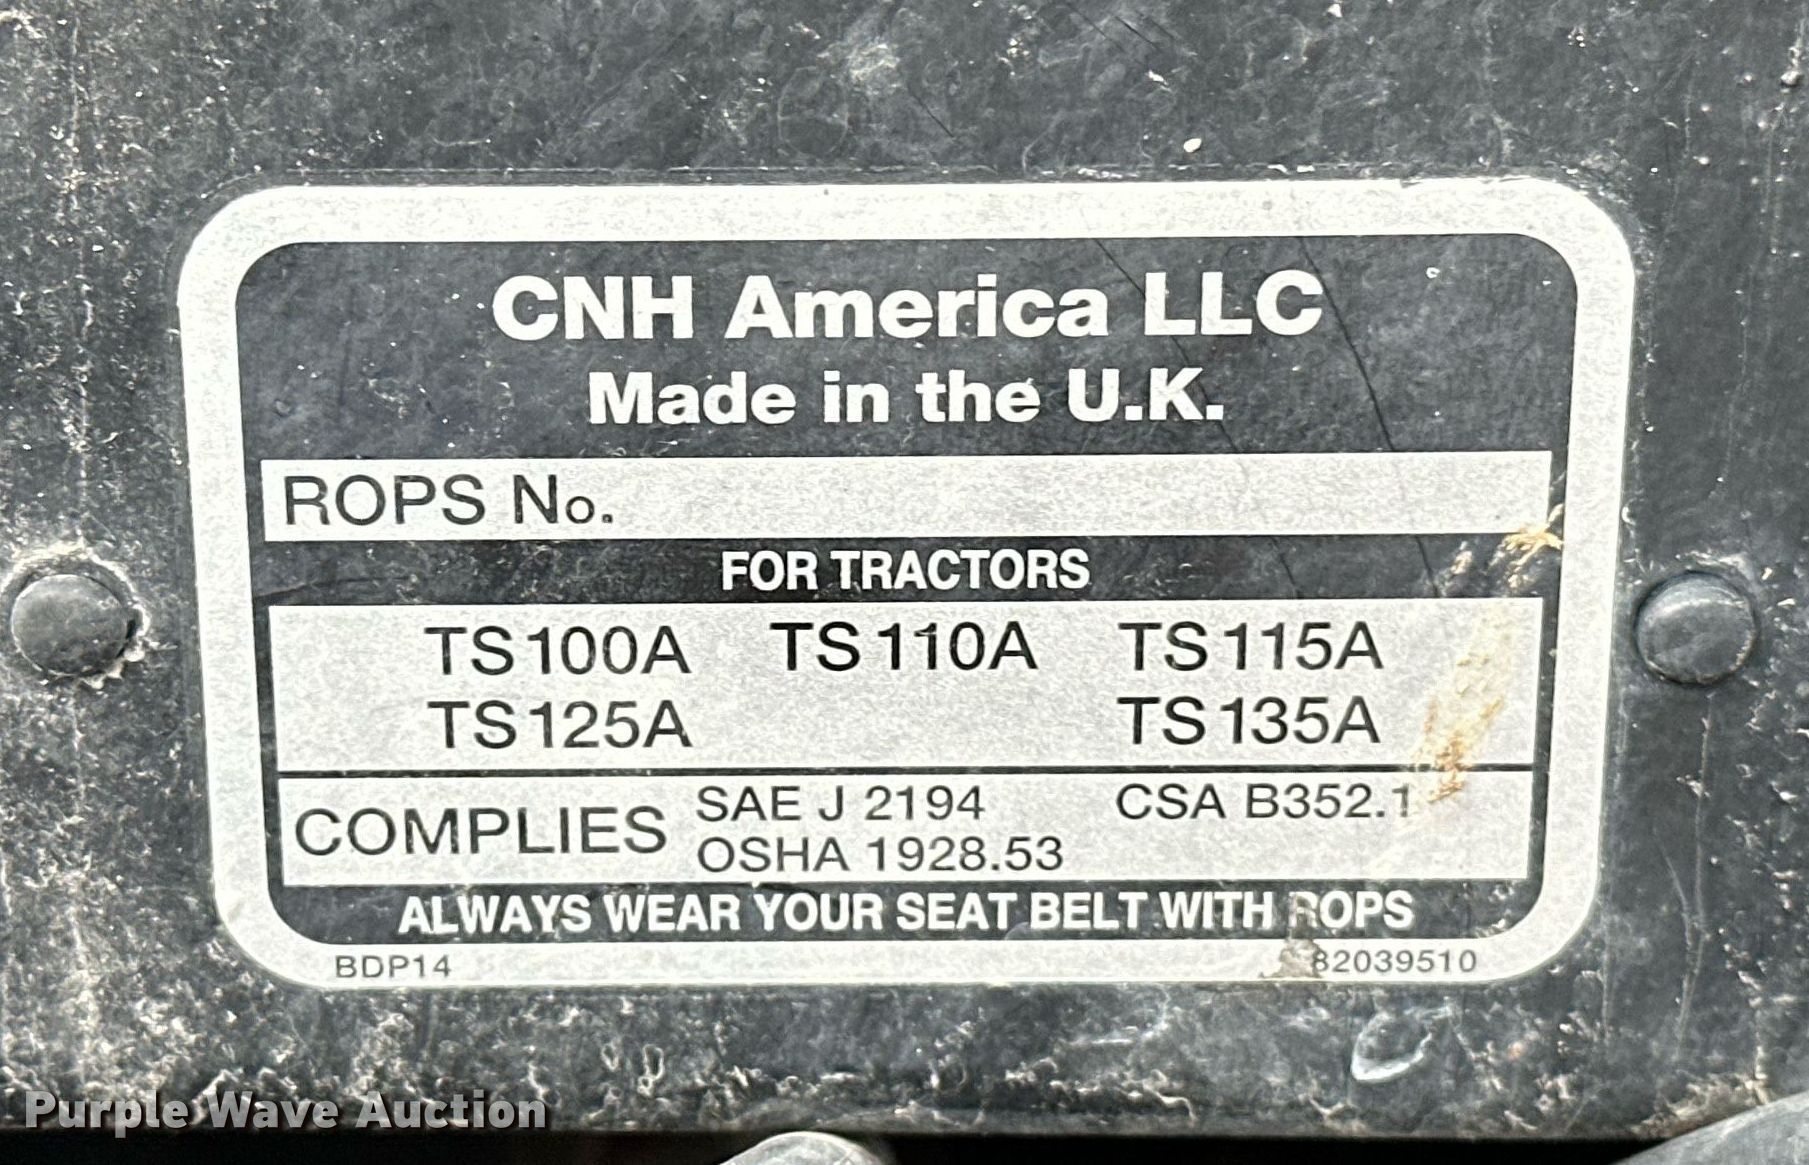 CNH America LLC
Made in the U.K.
ROPS No.
FOR TRACTORS
TS100A TS110A TS115A
TS125A TS135A
COMPLIES SAE J 2194 CSA B352.1
OSHA 1928.53
ALWAYS WEAR YOUR SEAT BELT WITH ROPS
BDP14 82039510
Purple Wave Auction